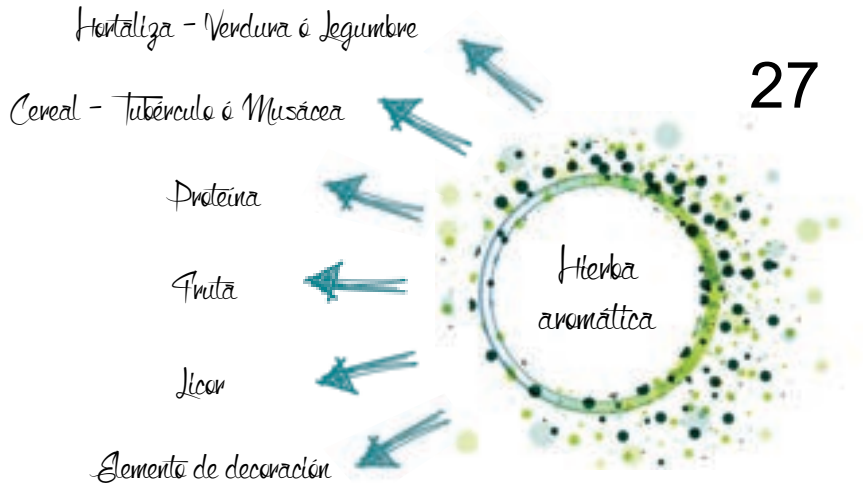 Hortaliza - Verdura ó Legumbre
27
Cereal - Tubérculo ó Musácea
Proteína
Fruta
Hierba
aromática
Licor
Elemento de decoración